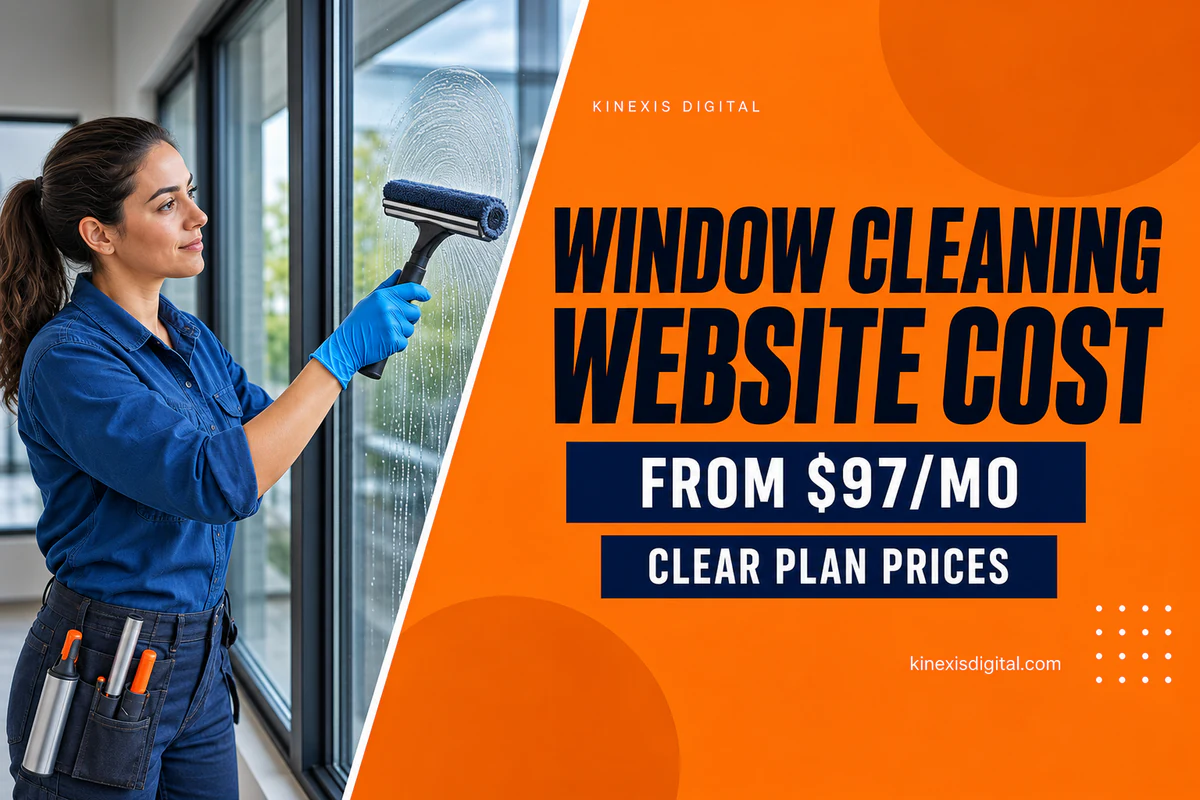 KINEXIS DIGITAL
WINDOW CLEANING
WEBSITE COST
FROM $97/MO
CLEAR PLAN PRICES
kinexisdigital.com